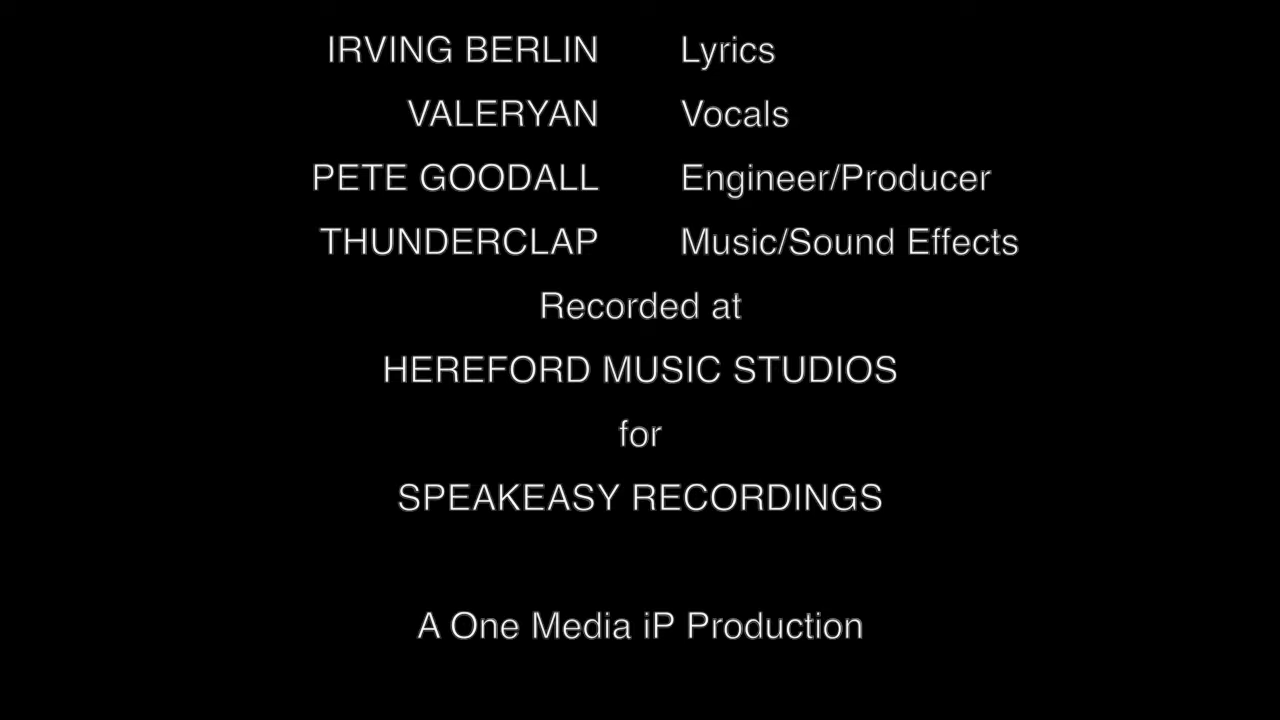 IRVING BERLIN Lyrics
VALERYAN Vocals
PETE GOODALL Engineer/Producer
THUNDERCLAP Music/Sound Effects
Recorded at
HEREFORD MUSIC STUDIOS
for
SPEAKEASY RECORDINGS
A One Media iP Production